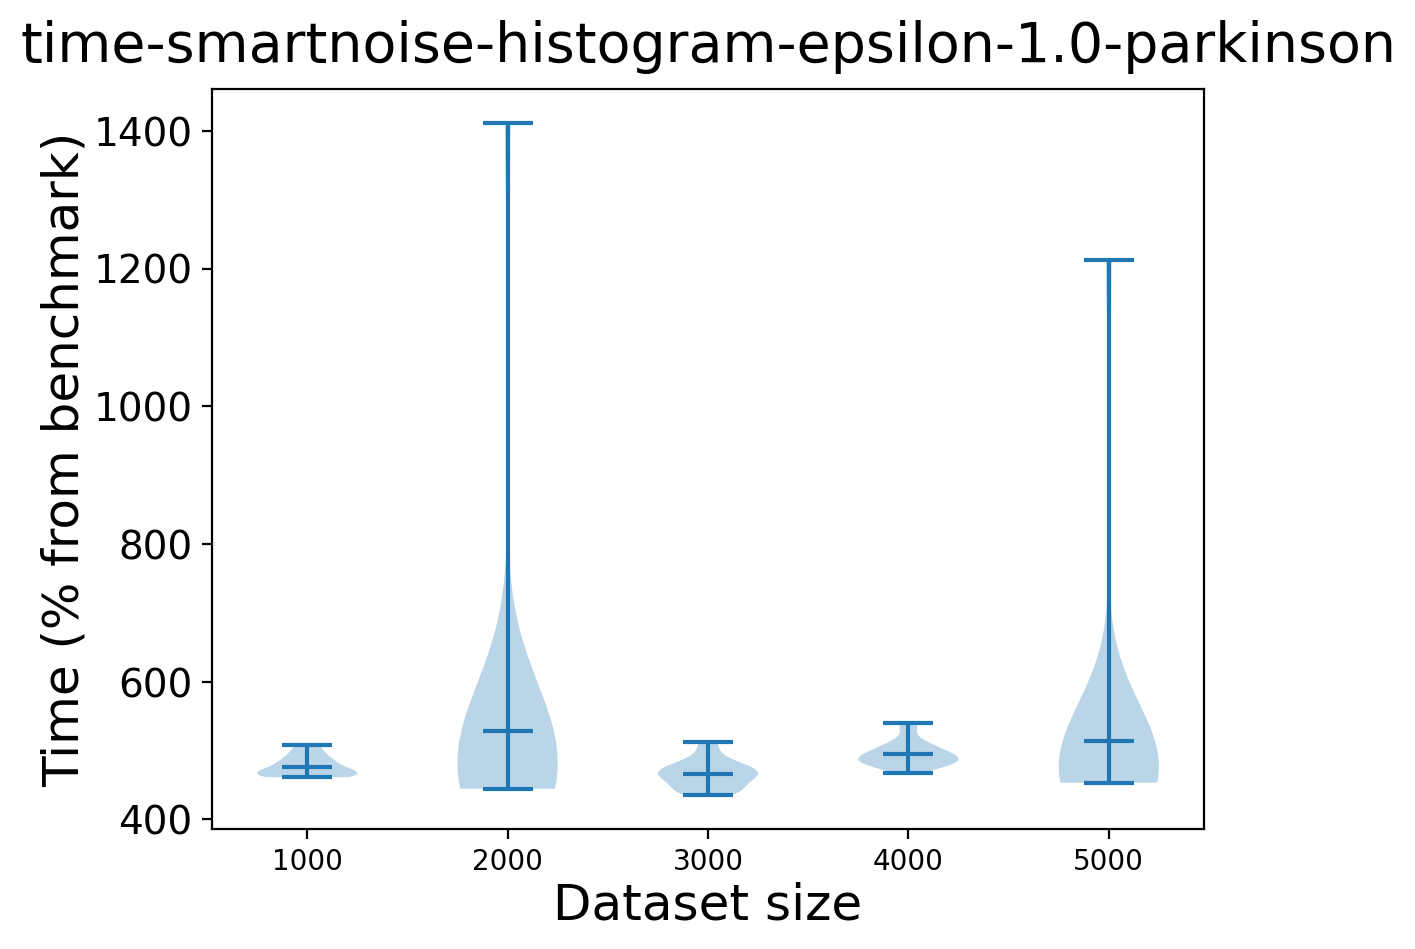 time-smartnoise-histogram-epsilon-1.0-parkinson
Time (% from benchmark)
1400
1200
1000
800
600
400
1000 2000 3000 4000 5000
Dataset size